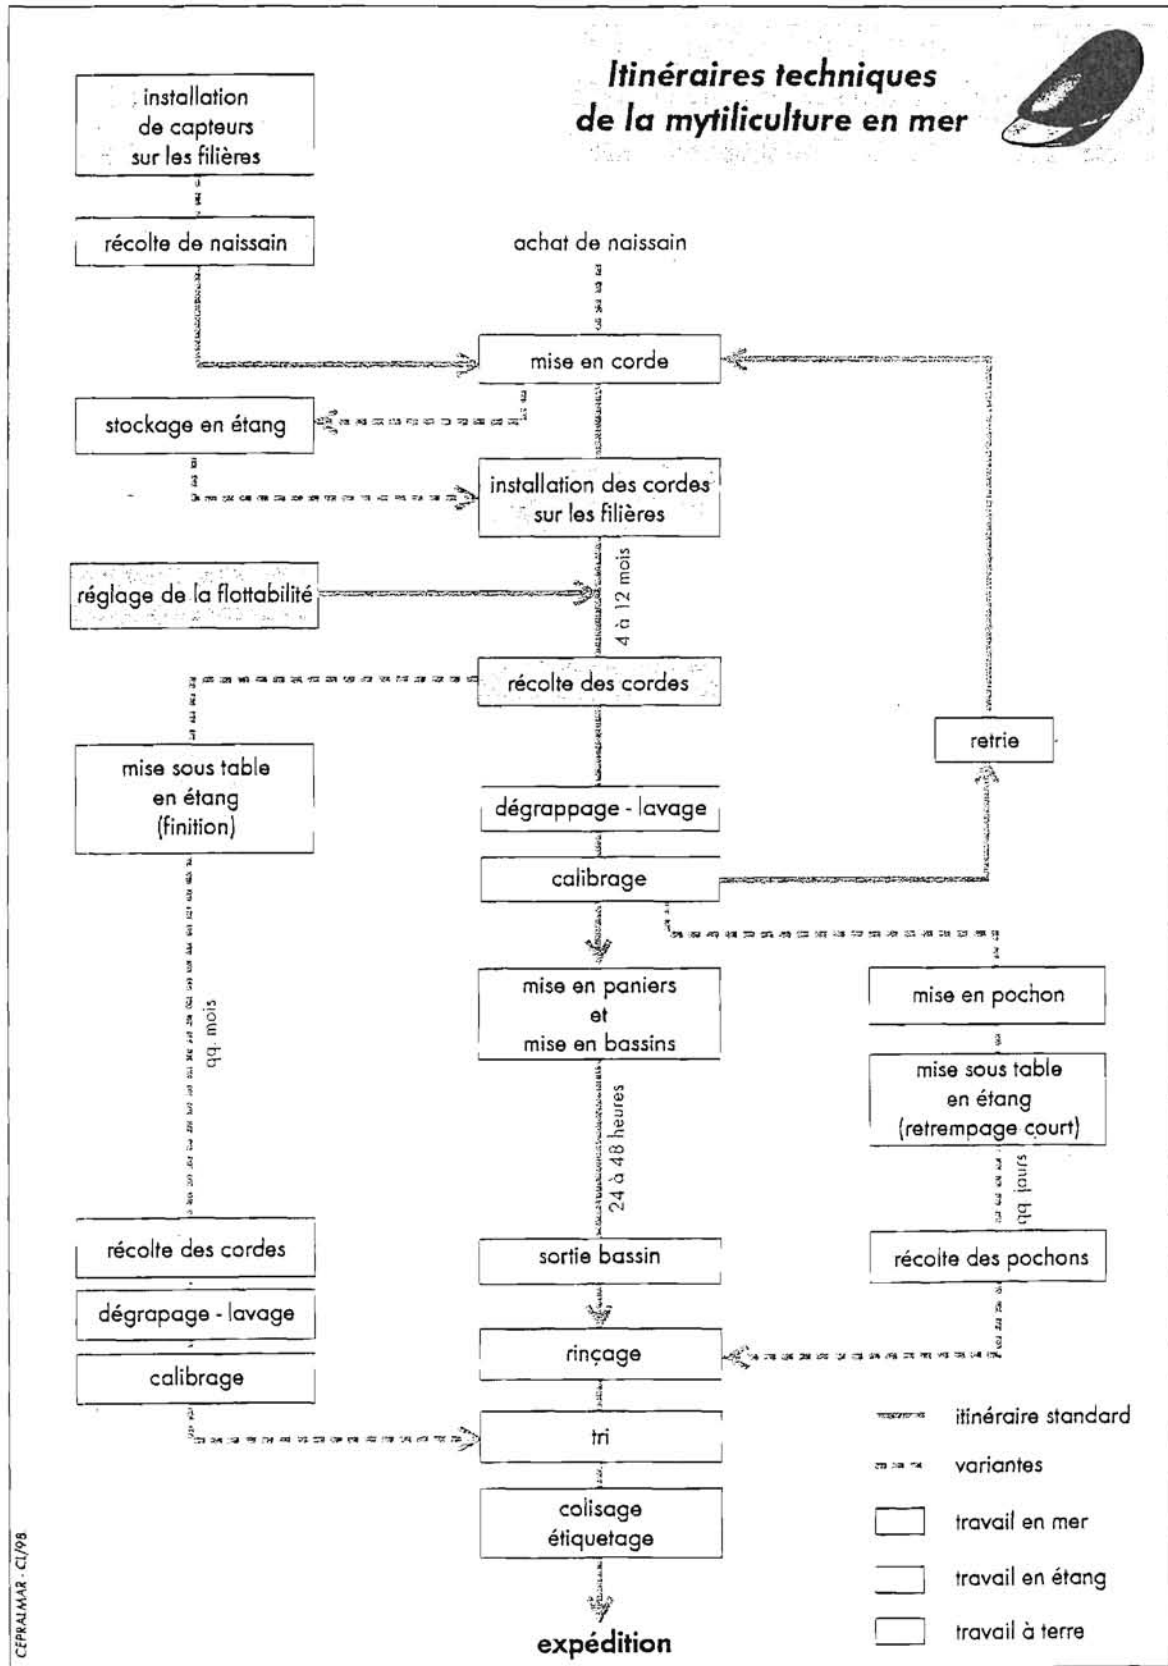 Itinéraires techniques
de la mytiliculture en mer
installation
de capteurs
sur les filières
récolte de naissain
achat de naissain
mise en corde
stockage en étang
installation des cordes
sur les filières
réglage de la flottabilité
4 à 12 mois
récolte des cordes
retrie
mise sous table
en étang
(finition)
dégrappage - lavage
calibrage
mise en paniers
et
mise en bassins
mise en pochon
mise sous table
en étang
(retrempage court)
qq. mois
24 à 48 heures
qq jours
récolte des cordes
sortie bassin
récolte des pochons
dégrapage - lavage
rinçage
calibrage
tri
colisage
étiquetage
expédition
itinéraire standard
variantes
travail en mer
travail en étang
travail à terre
CEPRALMAR - CL/98